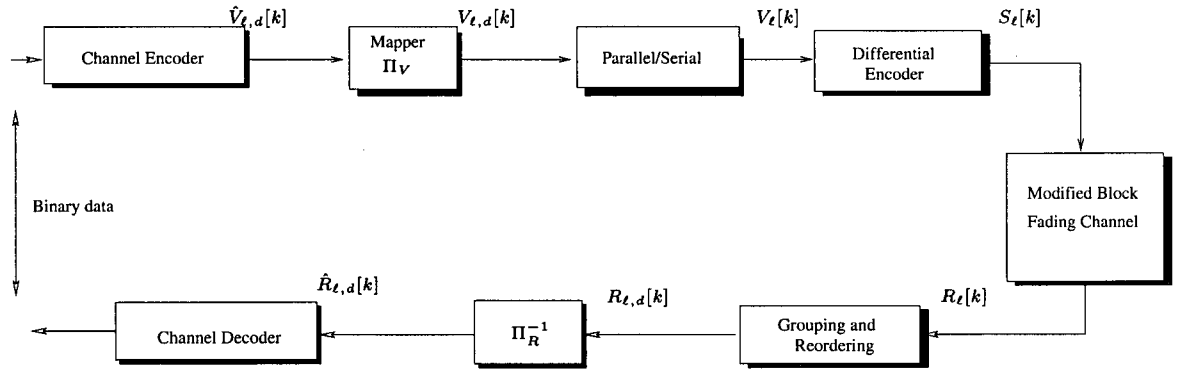 V̂ℓ,d[k]
Vℓ,d[k]
Vℓ[k]
Sℓ[k]
Channel Encoder
Mapper
ΠV
Parallel/Serial
Differential
Encoder
Binary data
Modified Block
Fading Channel
R̂ℓ,d[k]
Rℓ,d[k]
Rℓ[k]
Channel Decoder
Π_R^{-1}
Grouping and
Reordering